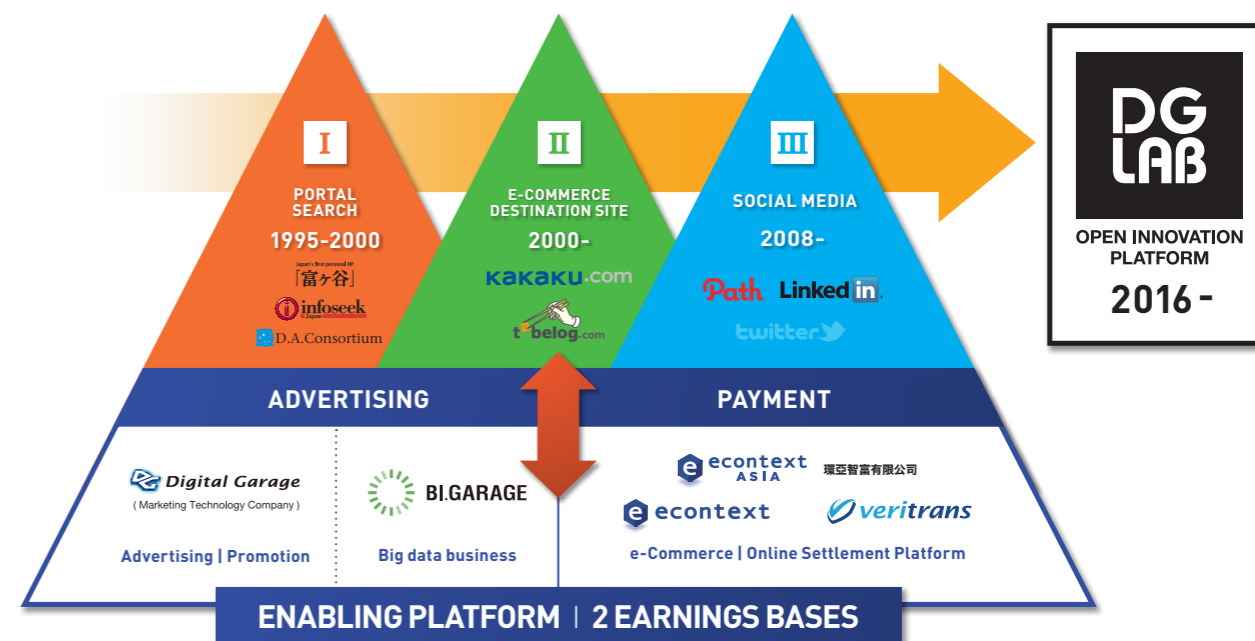 I
PORTAL
SEARCH
1995-2000
Japan's first personal HP
「富ヶ谷」
infoseek
Japan
D.A.Consortium
II
E-COMMERCE
DESTINATION SITE
2000-
KaKaKU.com
t²belog.com
III
SOCIAL MEDIA
2008-
Path LinkedIn
twitter
DG
LAB
OPEN INNOVATION
PLATFORM
2016 -
ADVERTISING
PAYMENT
DG Digital Garage
( Marketing Technology Company )
Advertising | Promotion
BI.GARAGE
Big data business
e econtext
ASIA
環亞智富有限公司
e econtext
veritrans
e-Commerce | Online Settlement Platform
ENABLING PLATFORM | 2 EARNINGS BASES